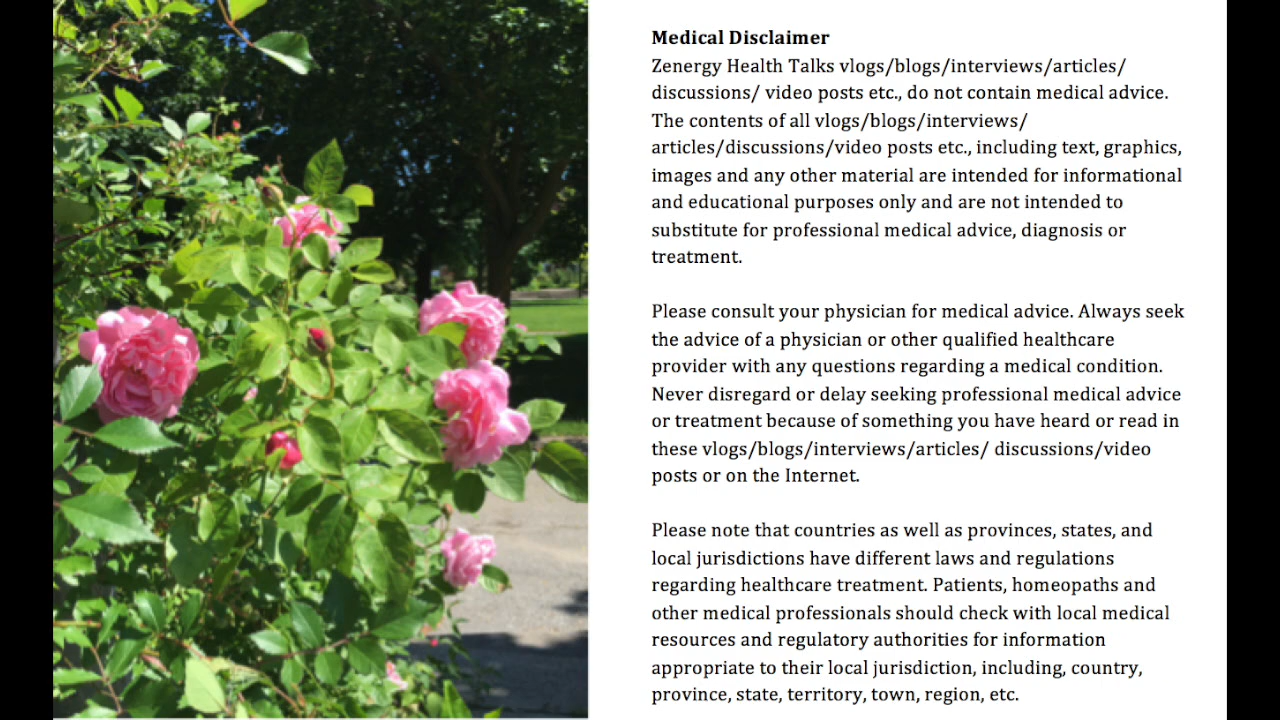 Medical Disclaimer
Zenergy Health Talks vlogs/blogs/interviews/articles/
discussions/ video posts etc., do not contain medical advice.
The contents of all vlogs/blogs/interviews/
articles/discussions/video posts etc., including text, graphics,
images and any other material are intended for informational
and educational purposes only and are not intended to
substitute for professional medical advice, diagnosis or
treatment.
Please consult your physician for medical advice. Always seek
the advice of a physician or other qualified healthcare
provider with any questions regarding a medical condition.
Never disregard or delay seeking professional medical advice
or treatment because of something you have heard or read in
these vlogs/blogs/interviews/articles/ discussions/video
posts or on the Internet.
Please note that countries as well as provinces, states, and
local jurisdictions have different laws and regulations
regarding healthcare treatment. Patients, homeopaths and
other medical professionals should check with local medical
resources and regulatory authorities for information
appropriate to their local jurisdiction, including, country,
province, state, territory, town, region, etc.